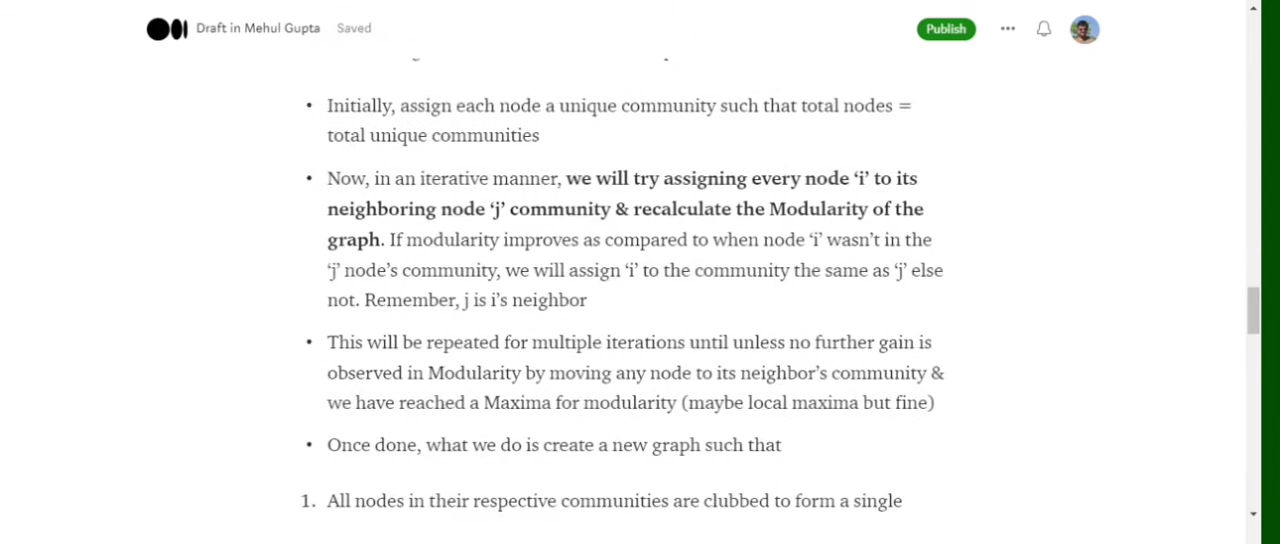 Draft in Mehul Gupta Saved Publish
• Initially, assign each node a unique community such that total nodes =
total unique communities
• Now, in an iterative manner, we will try assigning every node ‘i’ to its
neighboring node ‘j’ community & recalculate the Modularity of the
graph. If modularity improves as compared to when node ‘i’ wasn’t in the
‘j’ node’s community, we will assign ‘i’ to the community the same as ‘j’ else
not. Remember, j is i’s neighbor
• This will be repeated for multiple iterations until unless no further gain is
observed in Modularity by moving any node to its neighbor’s community &
we have reached a Maxima for modularity (maybe local maxima but fine)
• Once done, what we do is create a new graph such that
1. All nodes in their respective communities are clubbed to form a single